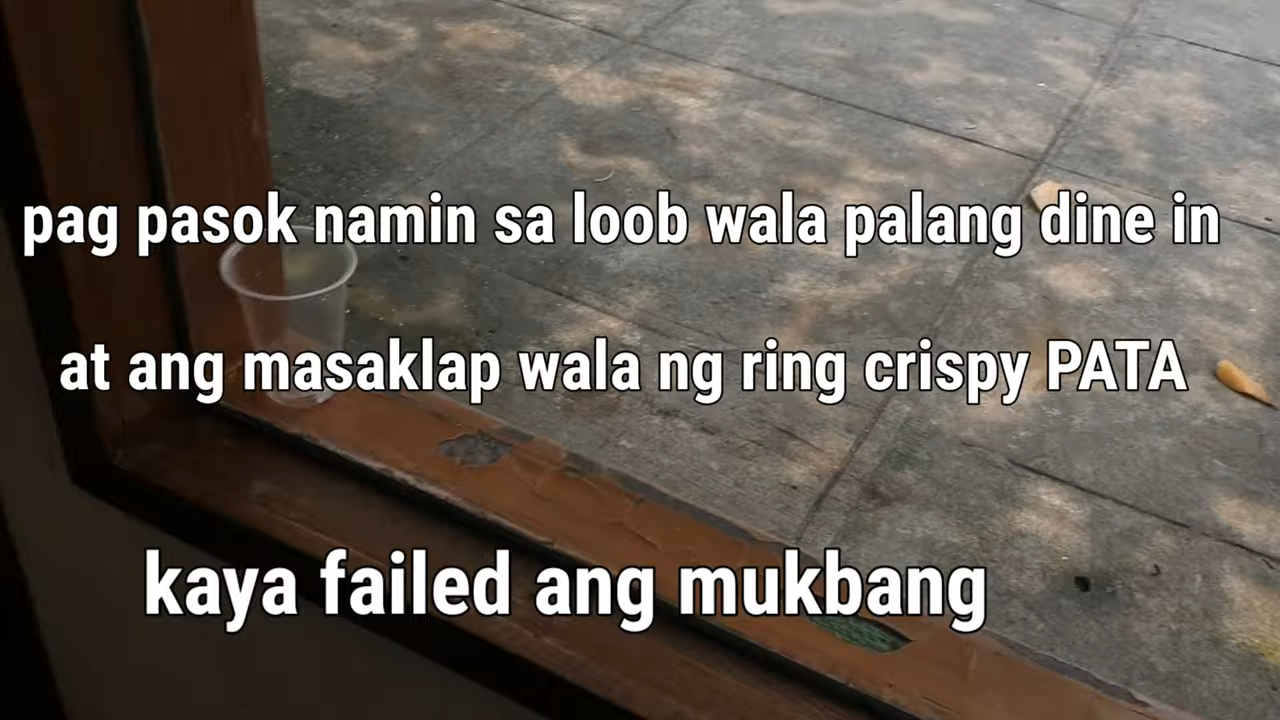 pag pasok namin sa loob wala palang dine in
at ang masaklap wala ng ring crispy PATA
kaya failed ang mukbang